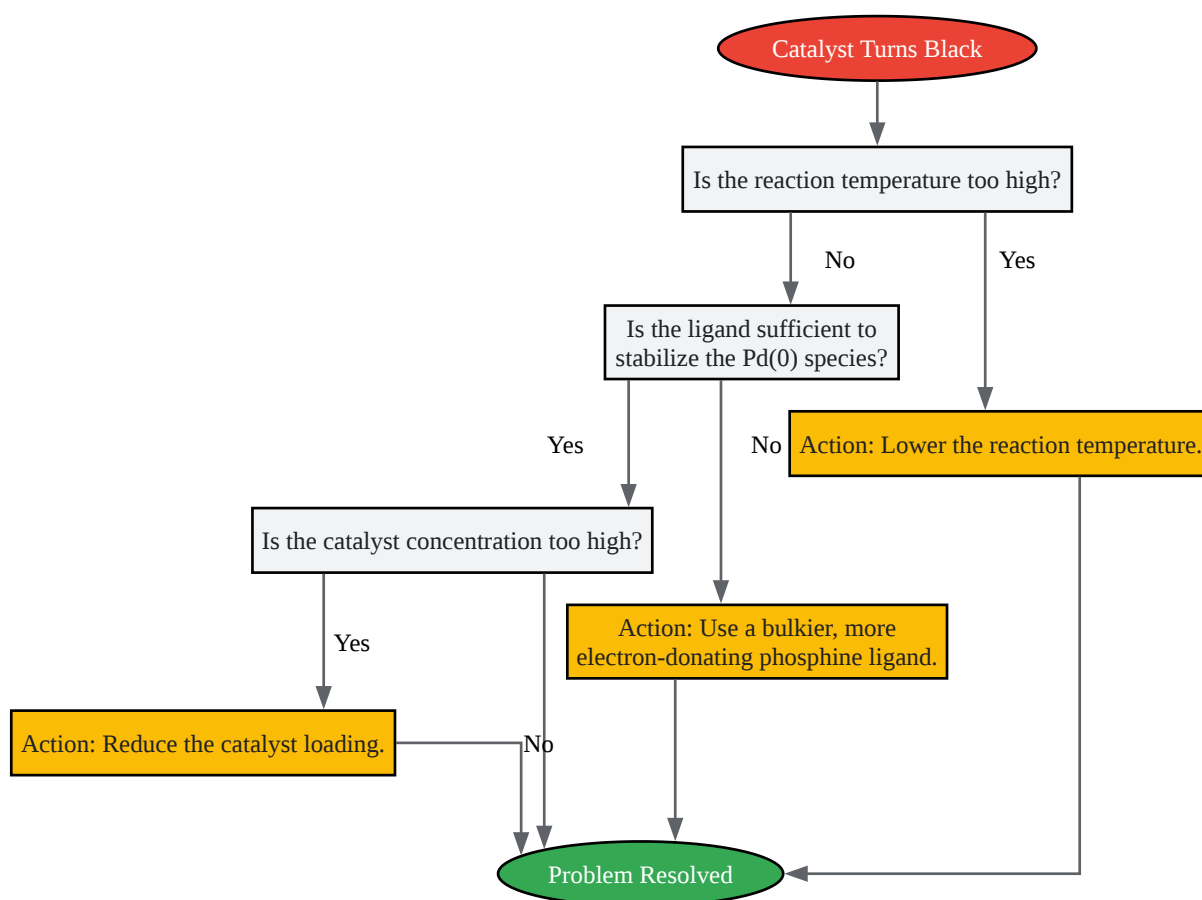 Catalyst Turns Black
Is the reaction temperature too high?
No
Yes
Is the ligand sufficient to
stabilize the Pd(0) species?
Yes
No
Action: Lower the reaction temperature.
Is the catalyst concentration too high?
Action: Use a bulkier, more
electron-donating phosphine ligand.
Yes
Action: Reduce the catalyst loading.
No
Problem Resolved